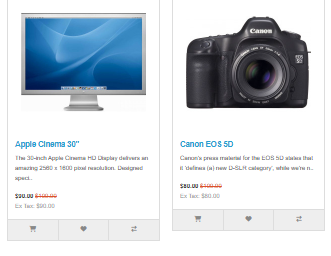 Canon
Apple Cinema 30"
The 30-inch Apple Cinema HD Display delivers an
amazing 2560 x 1600 pixel resolution. Designed
speci..
$90.00 $100.00
Ex Tax: $90.00
Canon EOS 5D
Canon's press material for the EOS 5D states that
it 'defines (a) new D-SLR category', while we're n..
$80.00 $100.00
Ex Tax: $80.00